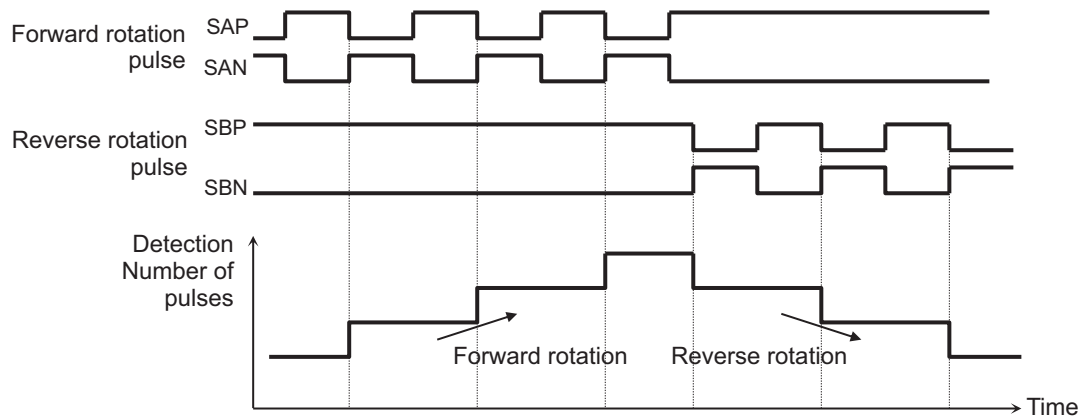 Forward rotation
pulse
SAP
SAN
Reverse rotation
pulse
SBP
SBN
Detection
Number of
pulses
Forward rotation
Reverse rotation
Time